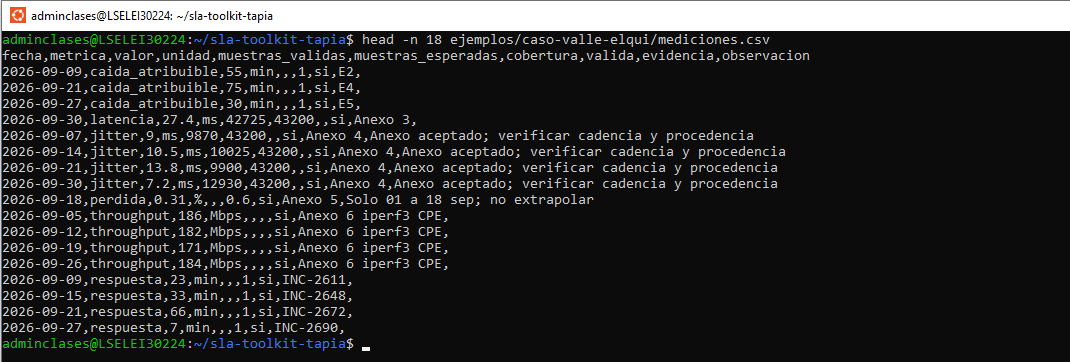 adminclases@LSELEI30224: ~/sla-toolkit-tapia
adminclases@LSELEI30224:~/sla-toolkit-tapia$ head -n 18 ejemplos/caso-valle-elqui/mediciones.csv
fecha,metrica,valor,unidad,muestras_validas,muestras_esperadas,cobertura,valida,evidencia,observacion
2026-09-09,caida_atribuible,55,min,,,1,si,E2,
2026-09-21,caida_atribuible,75,min,,,1,si,E4,
2026-09-27,caida_atribuible,30,min,,,1,si,E5,
2026-09-30,latencia,27.4,ms,42725,43200,,si,Anexo 3,
2026-09-07,jitter,9,ms,9870,43200,,si,Anexo 4,Anexo aceptado; verificar cadencia y procedencia
2026-09-14,jitter,10.5,ms,10025,43200,,si,Anexo 4,Anexo aceptado; verificar cadencia y procedencia
2026-09-21,jitter,13.8,ms,9900,43200,,si,Anexo 4,Anexo aceptado; verificar cadencia y procedencia
2026-09-30,jitter,7.2,ms,12930,43200,,si,Anexo 4,Anexo aceptado; verificar cadencia y procedencia
2026-09-18,perdida,0.31,%,,,0.6,si,Anexo 5,Solo 01 a 18 sep; no extrapolar
2026-09-05,throughput,186,Mbps,,,,si,Anexo 6 iperf3 CPE,
2026-09-12,throughput,182,Mbps,,,,si,Anexo 6 iperf3 CPE,
2026-09-19,throughput,171,Mbps,,,,si,Anexo 6 iperf3 CPE,
2026-09-26,throughput,184,Mbps,,,,si,Anexo 6 iperf3 CPE,
2026-09-09,respuesta,23,min,,,1,si,INC-2611,
2026-09-15,respuesta,33,min,,,1,si,INC-2648,
2026-09-21,respuesta,66,min,,,1,si,INC-2672,
2026-09-27,respuesta,7,min,,,1,si,INC-2690,
adminclases@LSELEI30224:~/sla-toolkit-tapia$